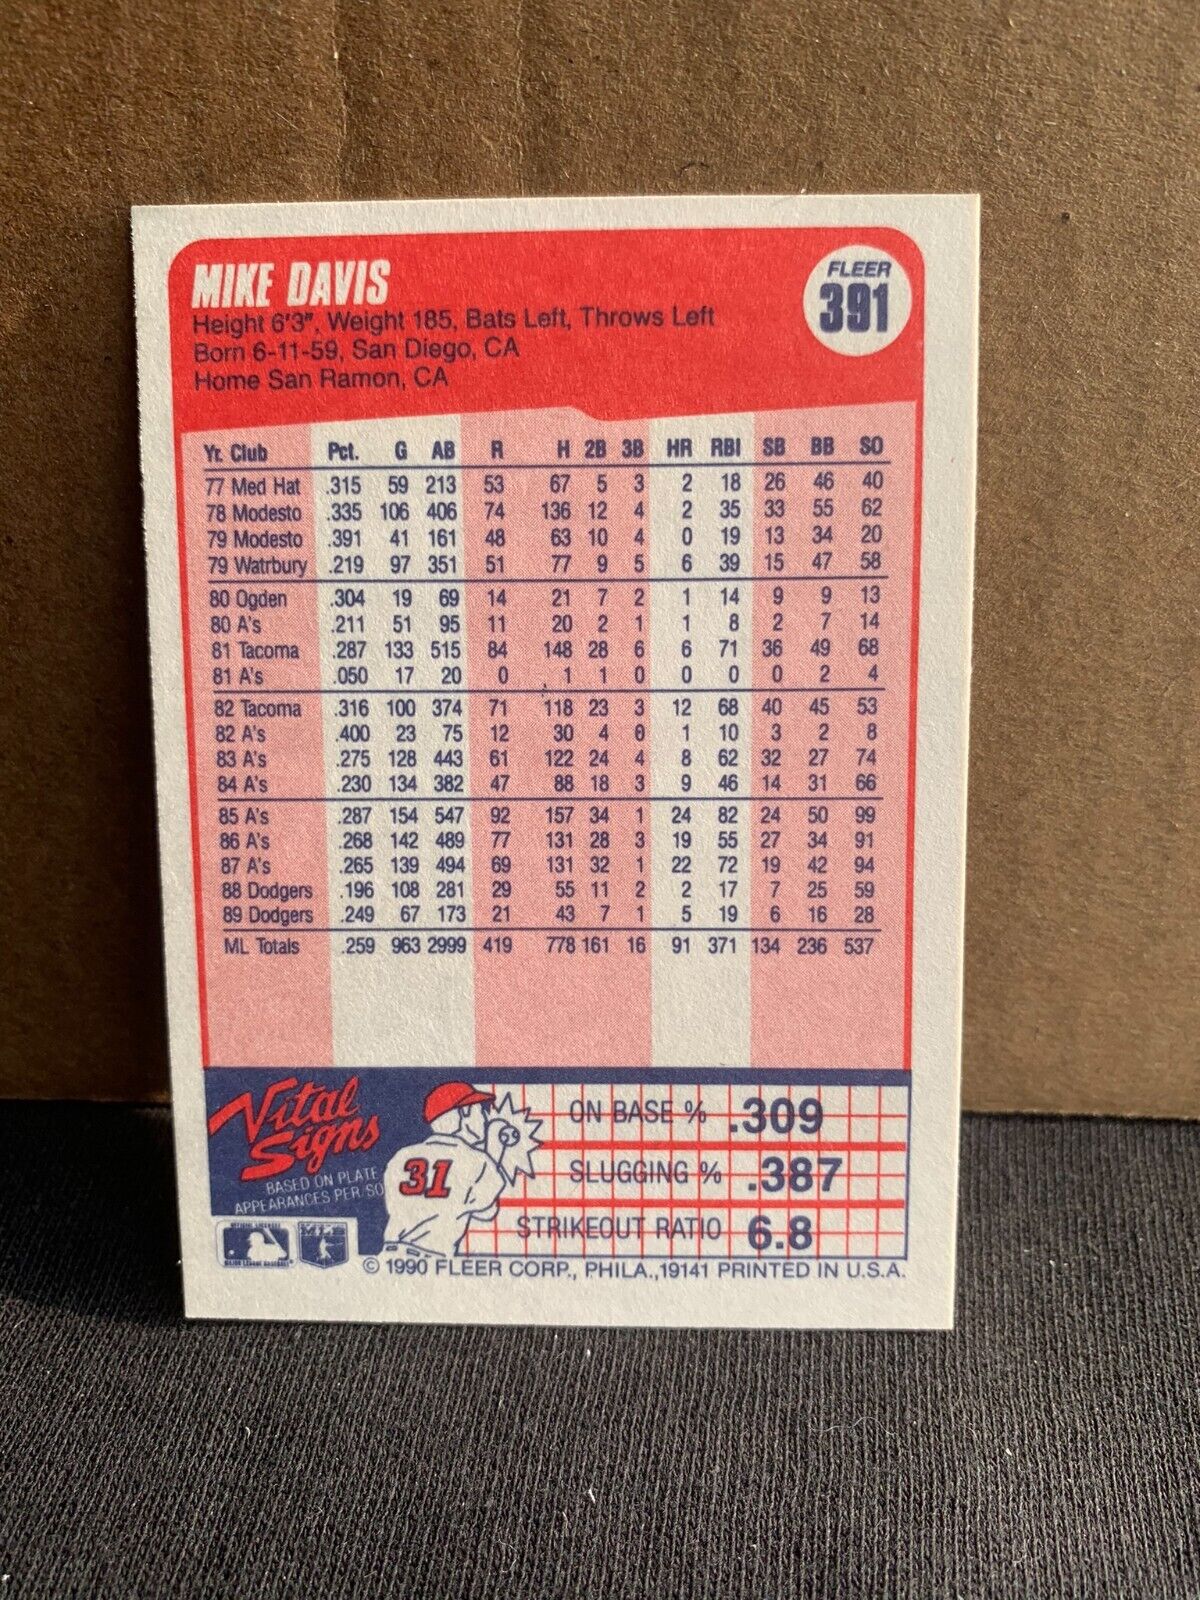 MIKE DAVIS
FLEER
391
Height 6'3", Weight 185, Bats Left, Throws Left
Born 6-11-59, San Diego, CA
Home San Ramon, CA
Yr. Club Pct. G AB R H 2B 3B HR RBI SB BB SO
77 Med Hat .315 59 213 53 67 5 3 2 18 26 46 40
78 Modesto .335 106 406 74 136 12 4 2 35 33 55 62
79 Modesto .391 41 161 48 63 10 4 0 19 13 34 20
79 Watrbury .219 97 351 51 77 9 5 6 39 15 47 58
80 Ogden .304 19 69 14 21 7 2 1 14 9 9 13
80 A's .211 51 95 11 20 2 1 1 8 2 7 14
81 Tacoma .287 133 515 84 148 28 6 6 71 36 49 68
81 A's .050 17 20 0 1 1 0 0 0 0 2 4
82 Tacoma .316 100 374 71 118 23 3 12 68 40 45 53
82 A's .400 23 75 12 30 4 0 1 10 3 2 8
83 A's .275 128 443 61 122 24 4 8 62 32 27 74
84 A's .230 134 382 47 88 18 3 9 46 14 31 66
85 A's .287 154 547 92 157 34 1 24 82 24 50 99
86 A's .268 142 489 77 131 28 3 19 55 27 34 91
87 A's .265 139 494 69 131 32 1 22 72 19 42 94
88 Dodgers .196 108 281 29 55 11 2 2 17 7 25 59
89 Dodgers .249 67 173 21 43 7 1 5 19 6 16 28
ML Totals .259 963 2999 419 778 161 16 91 371 134 236 537
Vital
Signs
BASED ON PLATE
APPEARANCES PER SO
31
ON BASE % .309
SLUGGING % .387
STRIKEOUT RATIO 6.8
© 1990 FLEER CORP., PHILA.,19141 PRINTED IN U.S.A.